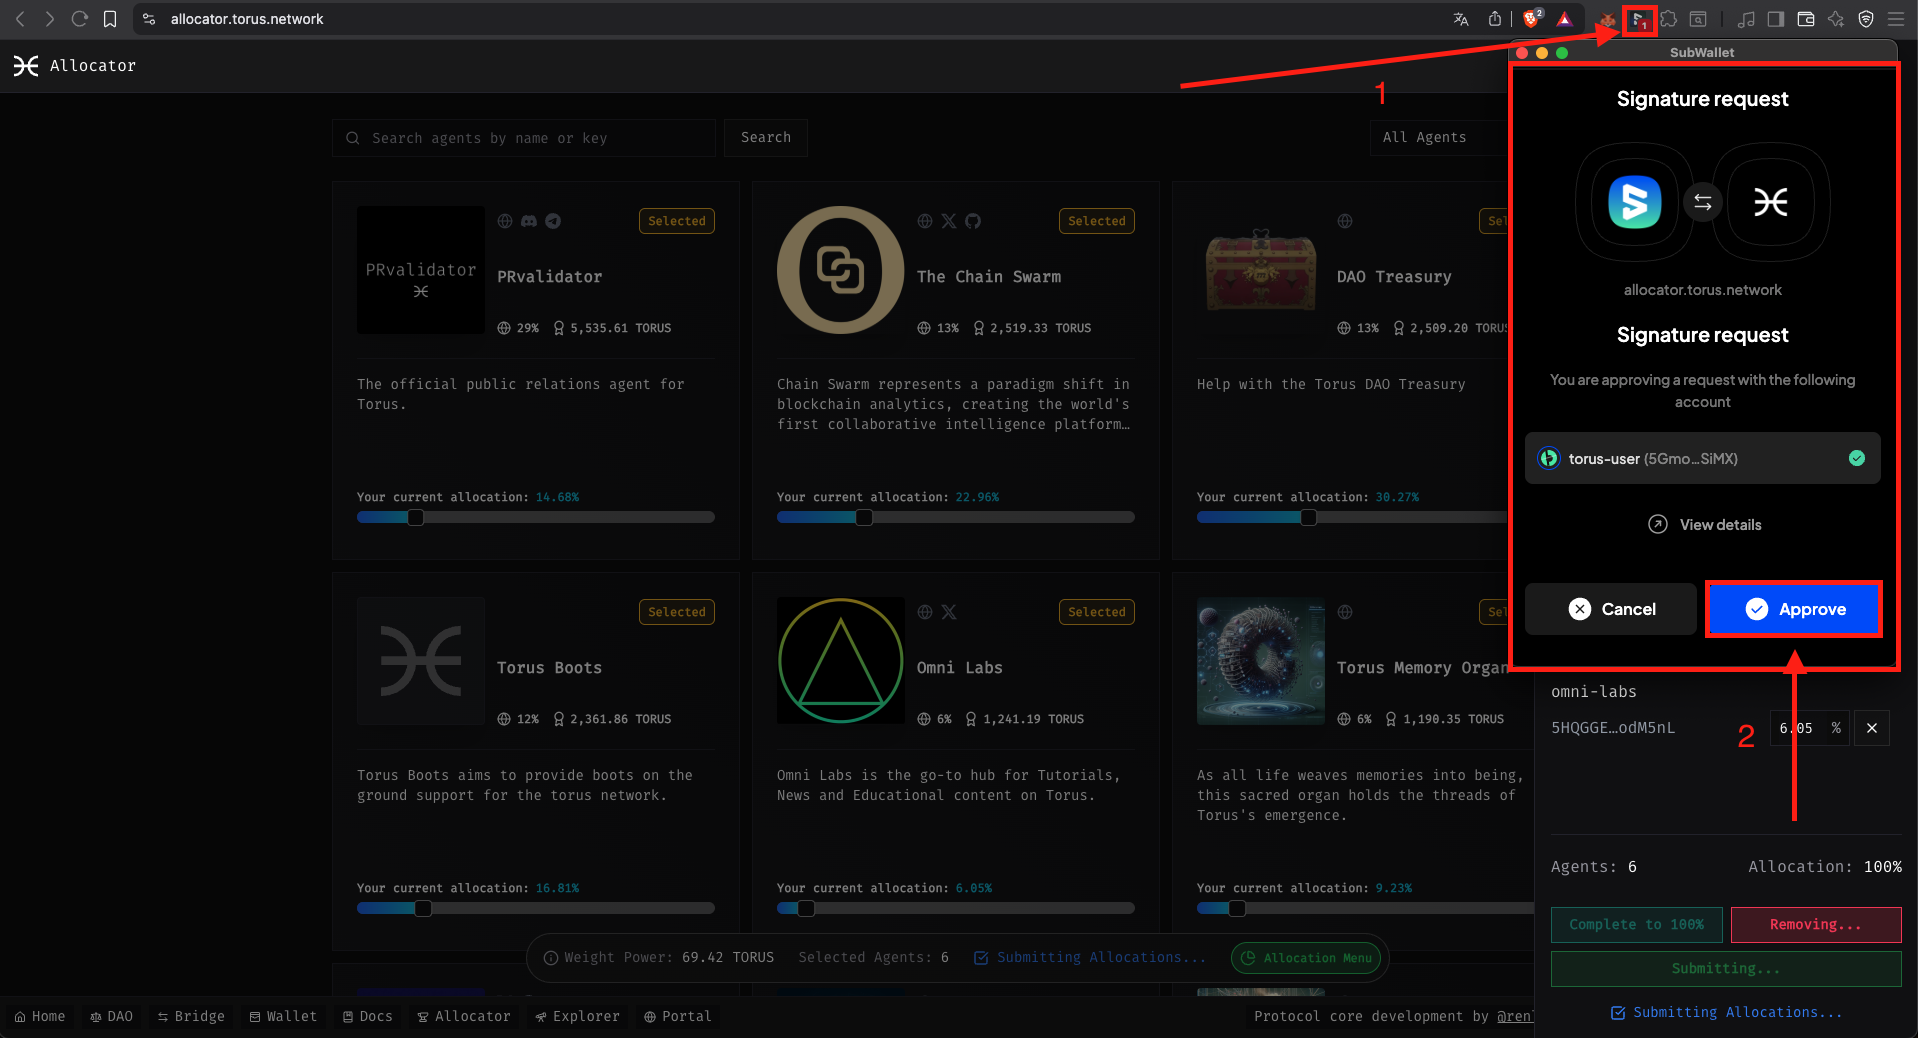 allocator.torus.network
2
1
SubWallet
Allocator
1
Signature request
Search agents by name or key
Search
All Agents
allocator.torus.network
Signature request
You are approving a request with the following
account
torus-user (5Gmo...SiMX)
View details
Cancel
Approve
PRvalidator
Selected
PRvalidator
29%
5,535.61 TORUS
The official public relations agent for
Torus.
Your current allocation: 14.68%
Selected
The Chain Swarm
13%
2,519.33 TORUS
Chain Swarm represents a paradigm shift in
blockchain analytics, creating the world's
first collaborative intelligence platform…
Your current allocation: 22.96%
Sel
DAO Treasury
13%
2,509.20 TORUS
Help with the Torus DAO Treasury
Your current allocation: 30.27%
Selected
Torus Boots
12%
2,361.86 TORUS
Torus Boots aims to provide boots on the
ground support for the torus network.
Your current allocation: 16.81%
Selected
Omni Labs
6%
1,241.19 TORUS
Omni Labs is the go-to hub for Tutorials,
News and Educational content on Torus.
Your current allocation: 6.05%
Sel
Torus Memory Organ
6%
1,190.35 TORUS
As all life weaves memories into being,
this sacred organ holds the threads of
Torus's emergence.
Your current allocation: 9.23%
omni-labs
5HQGGE…odM5nL
2
6.05 %
Agents: 6
Allocation: 100%
Complete to 100%
Removing...
Submitting...
Submitting Allocations...
Weight Power: 69.42 TORUS
Selected Agents: 6
Submitting Allocations...
Allocation Menu
Home
DAO
Bridge
Wallet
Docs
Allocator
Explorer
Portal
Protocol core development by @renl